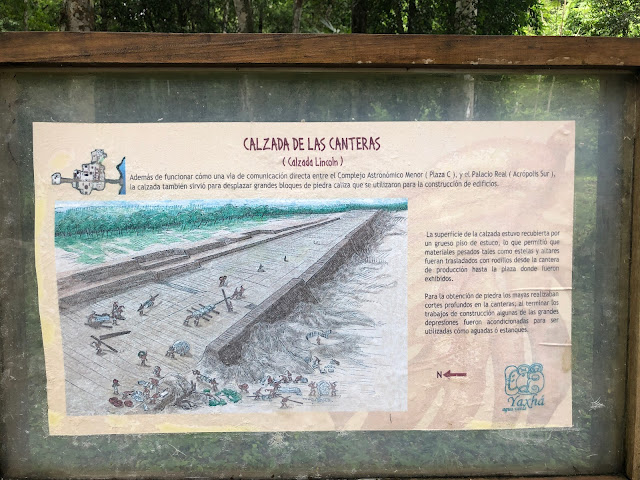 CALZADA DE LAS CANTERAS
( Calzada Lincoln )
Además de funcionar cómo una vía de comunicación directa entre el Complejo Astronómico Menor ( Plaza C ), y el Palacio Real ( Acrópolis Sur ),
la calzada también sirvió para desplazar grandes bloques de piedra caliza que se utilizaron para la construcción de edificios.
La superficie de la calzada estuvo recubierta por
un grueso piso de estuco, lo que permitió que
materiales pesados tales como estelas y altares
fueran trasladados con rodillos desde la cantera
de producción hasta la plaza donde fueron
exhibidos.
Para la obtención de piedra los mayas realizaban
cortes profundos en la canteras; al terminar los
trabajos de construcción algunas de las grandes
depresiones fueron acondicionadas para ser
utilizadas cómo aguadas ó estanques.
N
Yaxhá
agua verde